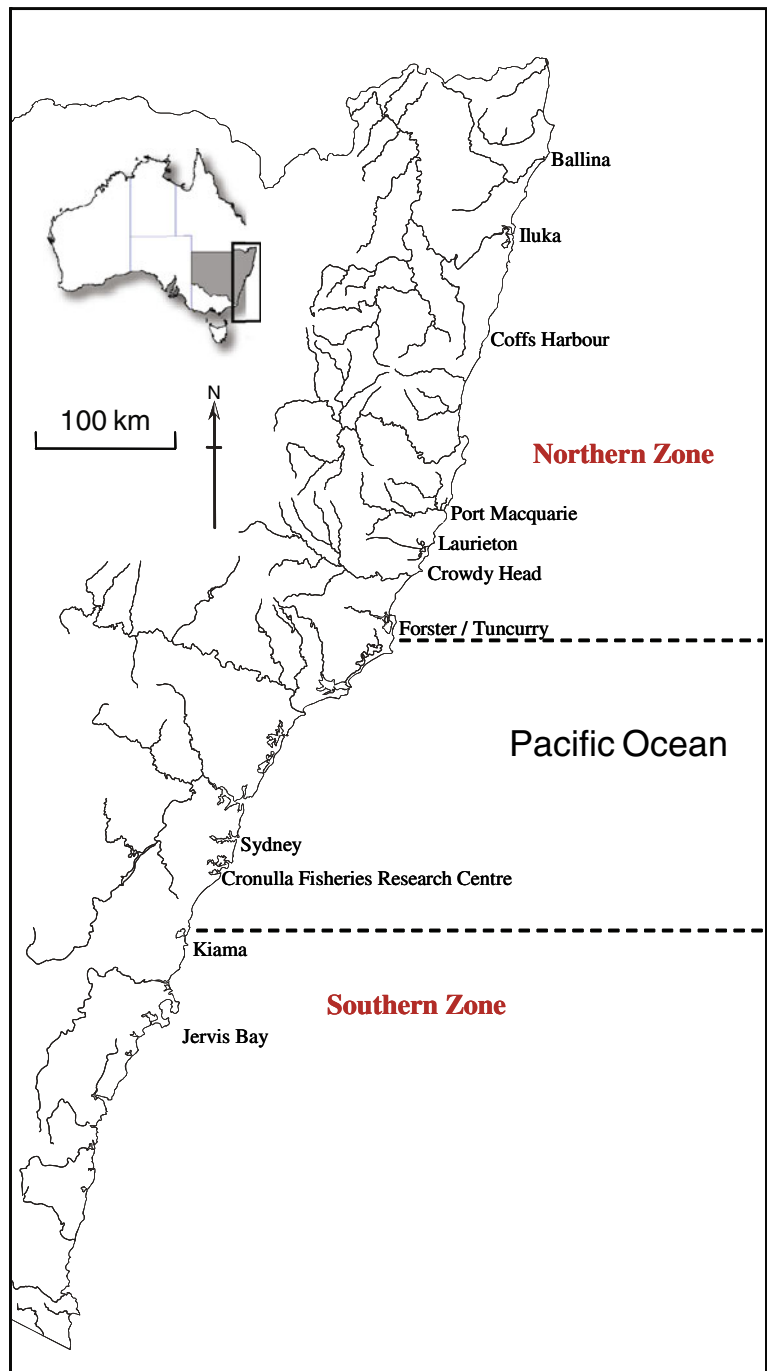 Ballina
Iluka
Coffs Harbour
N
100 km
Northern Zone
Port Macquarie
Laurieton
Crowdy Head
Forster / Tuncurry
Pacific Ocean
Sydney
Cronulla Fisheries Research Centre
Kiama
Southern Zone
Jervis Bay